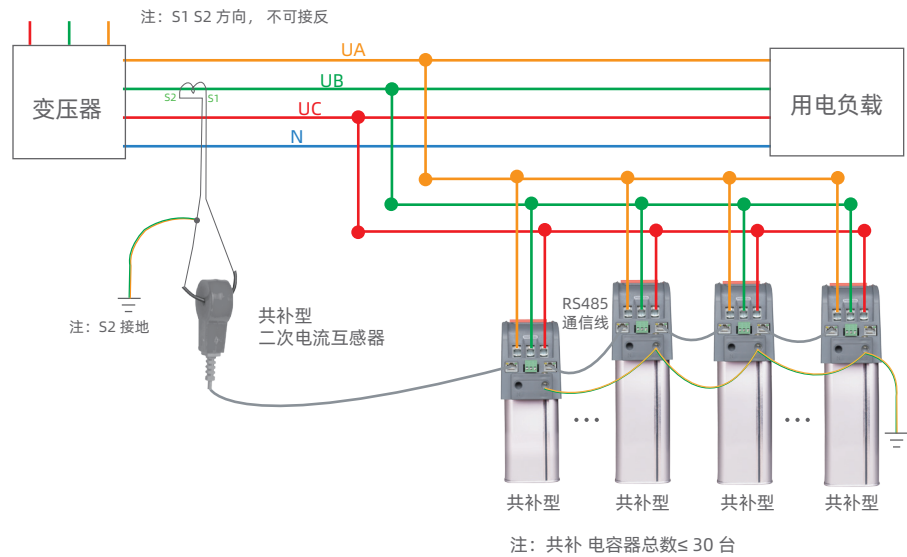 注：S1 S2 方向， 不可接反
UA
变压器
UB
用电负载
S2
S1
UC
N
RS485
通信线
共补型
二次电流互感器
注：S2 接地
共补型
共补型
共补型
共补型
注：共补 电容器总数≤ 30 台